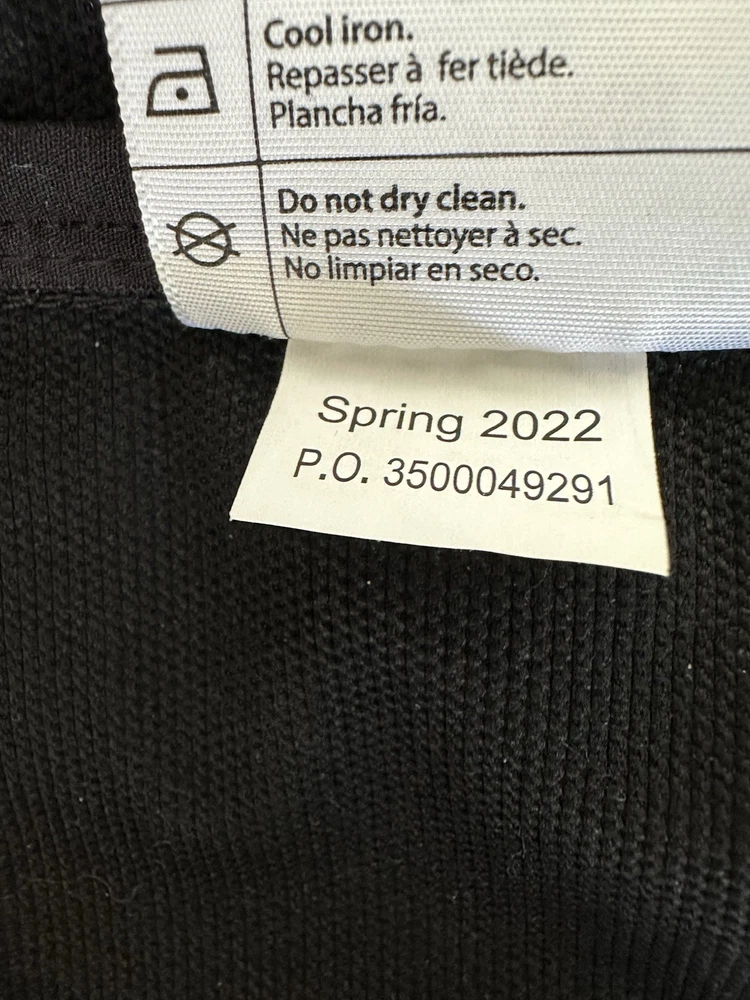 Cool iron.
Repasser à fer tiède.
Plancha fría.
Do not dry clean.
Ne pas nettoyer à sec.
No limpiar en seco.
Spring 2022
P.O. 3500049291